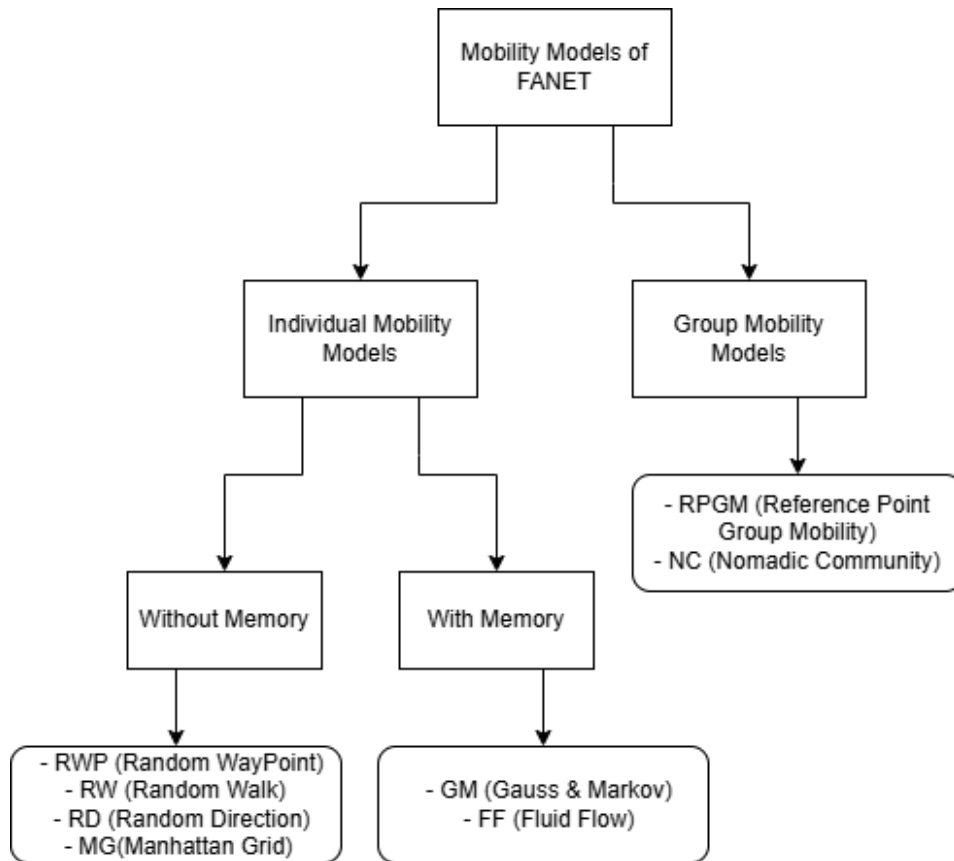 Mobility Models of
FANET
Individual Mobility
Models
Group Mobility
Models
- RPGM (Reference Point
Group Mobility)
- NC (Nomadic Community)
Without Memory
With Memory
- RWP (Random WayPoint)
- RW (Random Walk)
- RD (Random Direction)
- MG(Manhattan Grid)
- GM (Gauss & Markov)
- FF (Fluid Flow)